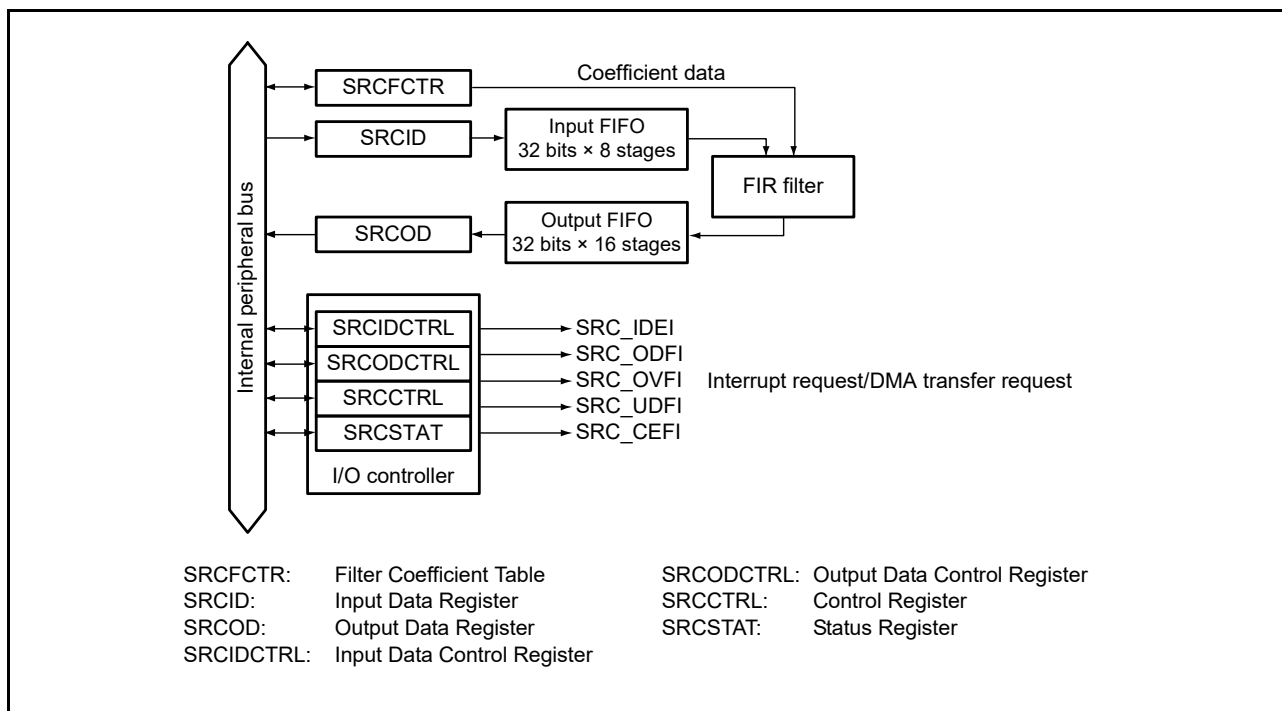 Internal peripheral bus
SRCFCTR
Coefficient data
SRCID
Input FIFO
32 bits × 8 stages
FIR filter
SRCOD
Output FIFO
32 bits × 16 stages
SRCIDCTRL
SRCODCTRL
SRCCTRL
SRCSTAT
I/O controller
SRC_IDEI
SRC_ODFI
SRC_OVFI
SRC_UDFI
SRC_CEFI
Interrupt request/DMA transfer request
SRCFCTR: Filter Coefficient Table
SRCID: Input Data Register
SRCOD: Output Data Register
SRCIDCTRL: Input Data Control Register
SRCODCTRL: Output Data Control Register
SRCCTRL: Control Register
SRCSTAT: Status Register